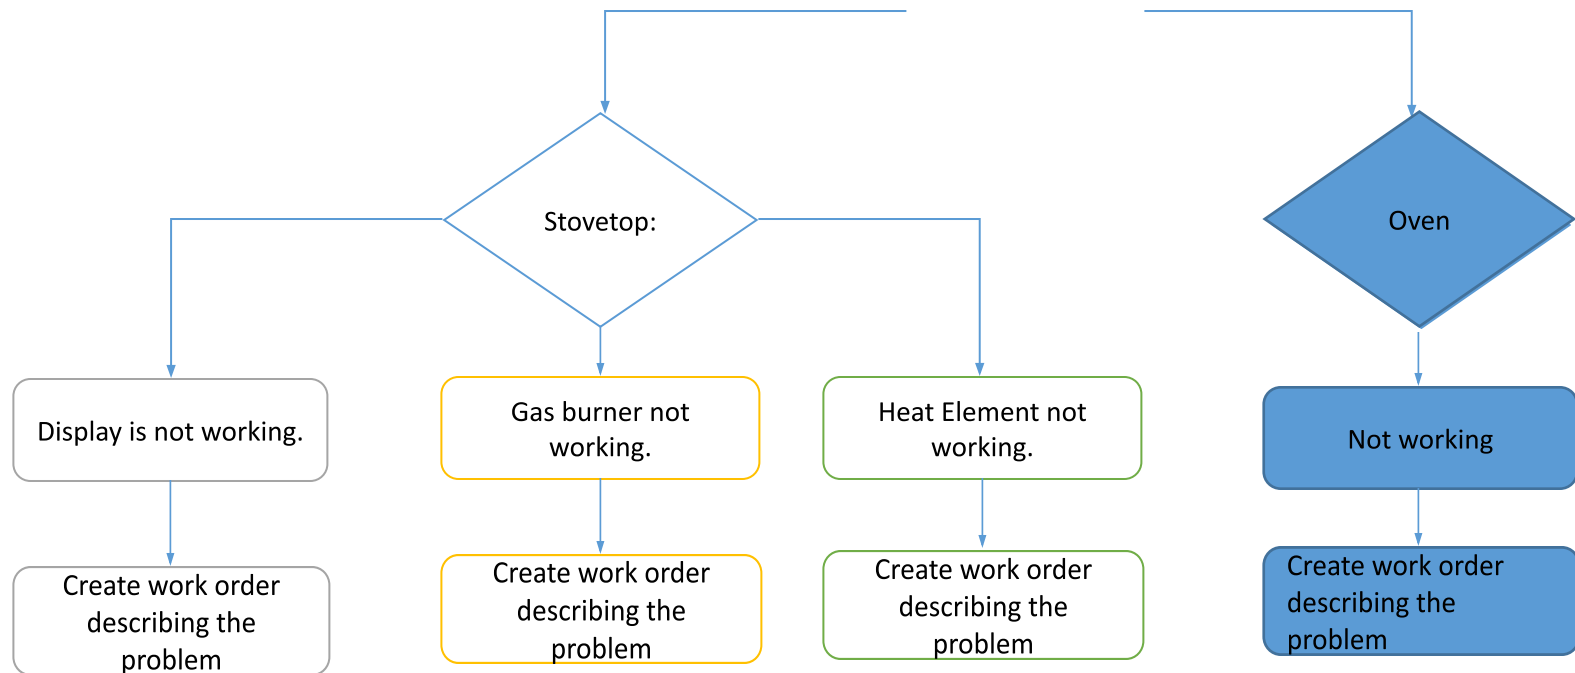 Stovetop:
Oven
Display is not working.
Gas burner not
working.
Heat Element not
working.
Not working
Create work order
describing the
problem
Create work order
describing the
problem
Create work order
describing the
problem
Create work order
describing the
problem